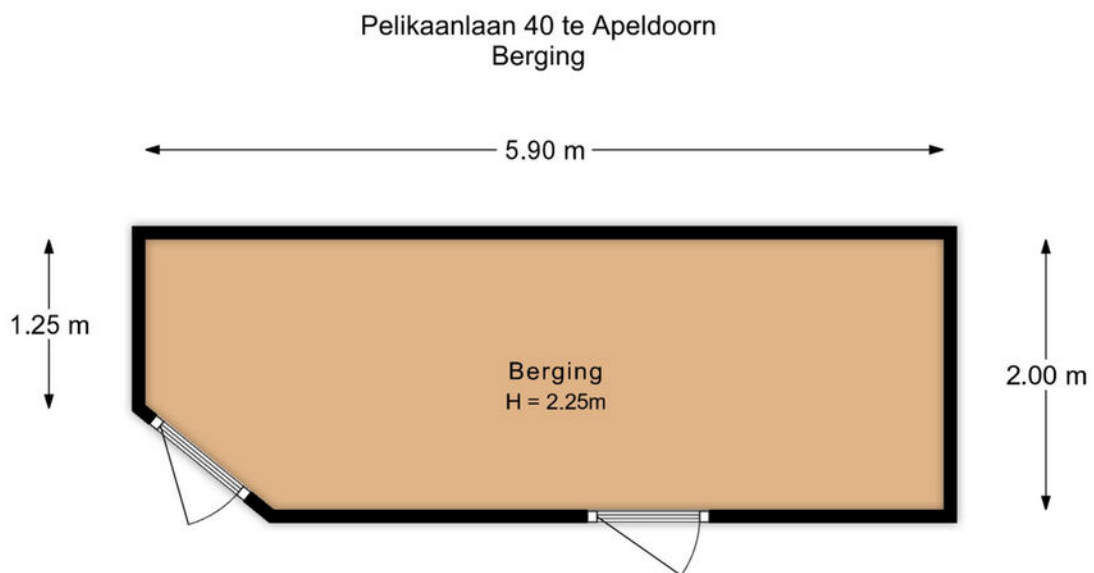 Pelikaanlaan 40 te Apeldoorn
Berging
5.90 m
1.25 m
Berging
H = 2.25m
2.00 m